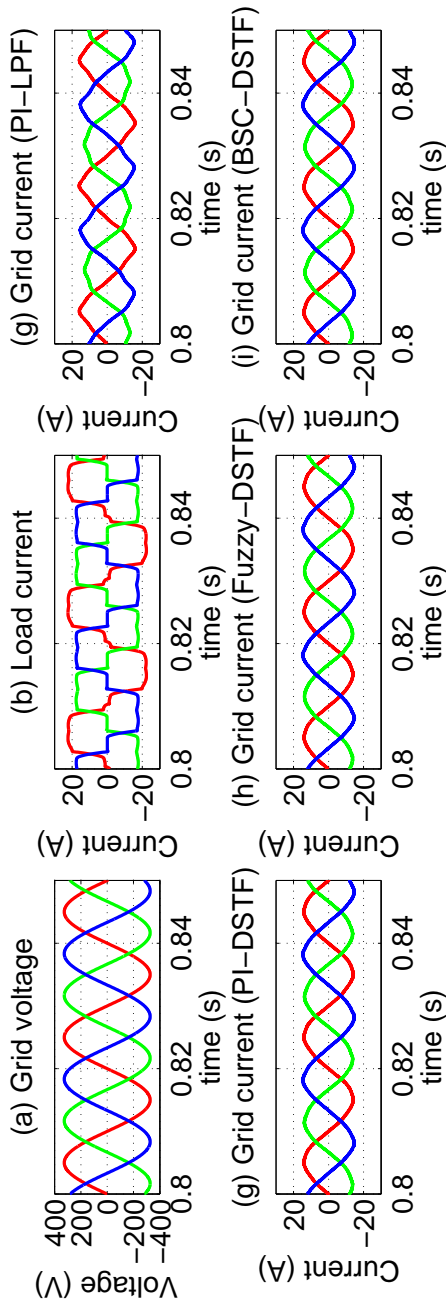 (a) Grid voltage
Voltage (V)
400
200
0
−200
−400
0.8 0.82 0.84
time (s)
(b) Load current
Current (A)
20
0
−20
0.8 0.82 0.84
time (s)
(g) Grid current (PI−LPF)
Current (A)
20
0
−20
0.8 0.82 0.84
time (s)
(g) Grid current (PI−DSTF)
Current (A)
20
0
−20
0.8 0.82 0.84
time (s)
(h) Grid current (Fuzzy−DSTF)
Current (A)
20
0
−20
0.8 0.82 0.84
time (s)
(i) Grid current (BSC−DSTF)
Current (A)
20
0
−20
0.8 0.82 0.84
time (s)